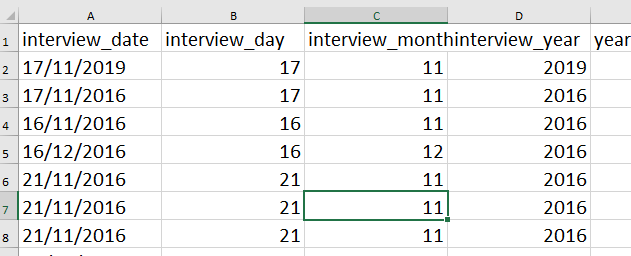 A B C D
1 interview_date interview_day interview_month interview_year year
2 17/11/2019 17 11 2019
3 17/11/2016 17 11 2016
4 16/11/2016 16 11 2016
5 16/12/2016 16 12 2016
6 21/11/2016 21 11 2016
7 21/11/2016 21 11 2016
8 21/11/2016 21 11 2016